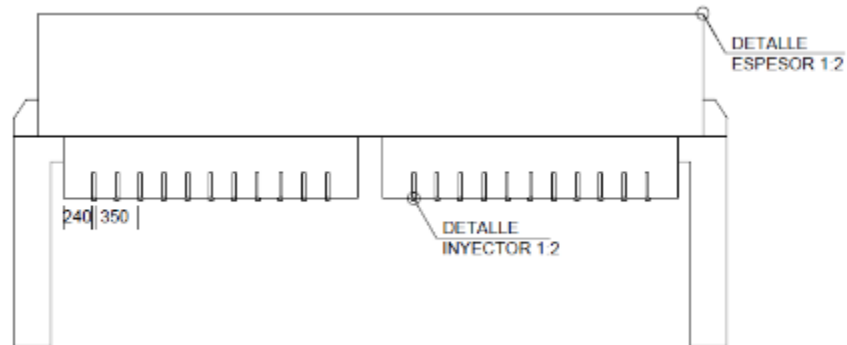 DETALLE
ESPESOR 1:2
240 350
DETALLE
INYECTOR 1:2